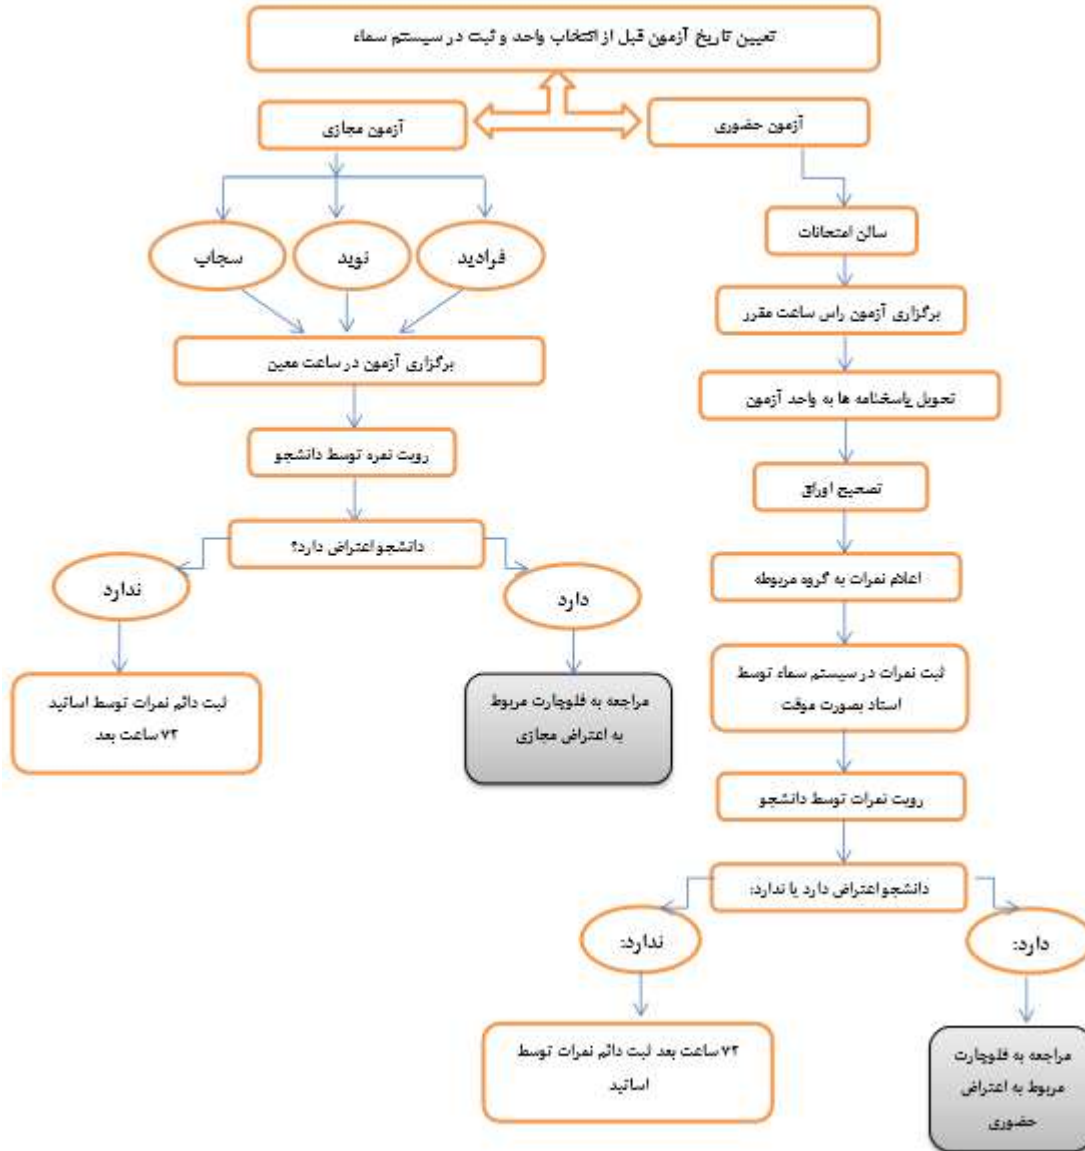 تعیین تاریخ آزمون قبل از انتخاب واحد و ثبت در سیستم سماء
آزمون حضوری
آزمون مجازی
سالن امتحانات
فرادید
نوید
سجاب
برگزاری آزمون راس ساعت مقرر
برگزاری آزمون در ساعت معین
تحویل پاسخنامه ها به واحد آزمون
رویت نمره توسط دانشجو
تصحیح اوراق
دانشجو اعتراض دارد؟
اعلام نمرات به گروه مربوطه
دارد
ندارد
ثبت نمرات در سیستم سماء توسط
استاد بصورت موقت
مراجعه به فلوچارت مربوط
به اعتراض مجازی
ثبت دائم نمرات توسط اساتید
۷۲ ساعت بعد
رویت نمرات توسط دانشجو
دانشجو اعتراض دارد یا ندارد:
دارد:
ندارد:
مراجعه به فلوچارت
مربوط به اعتراض
حضوری
۷۲ ساعت بعد ثبت دائم نمرات توسط
اساتید